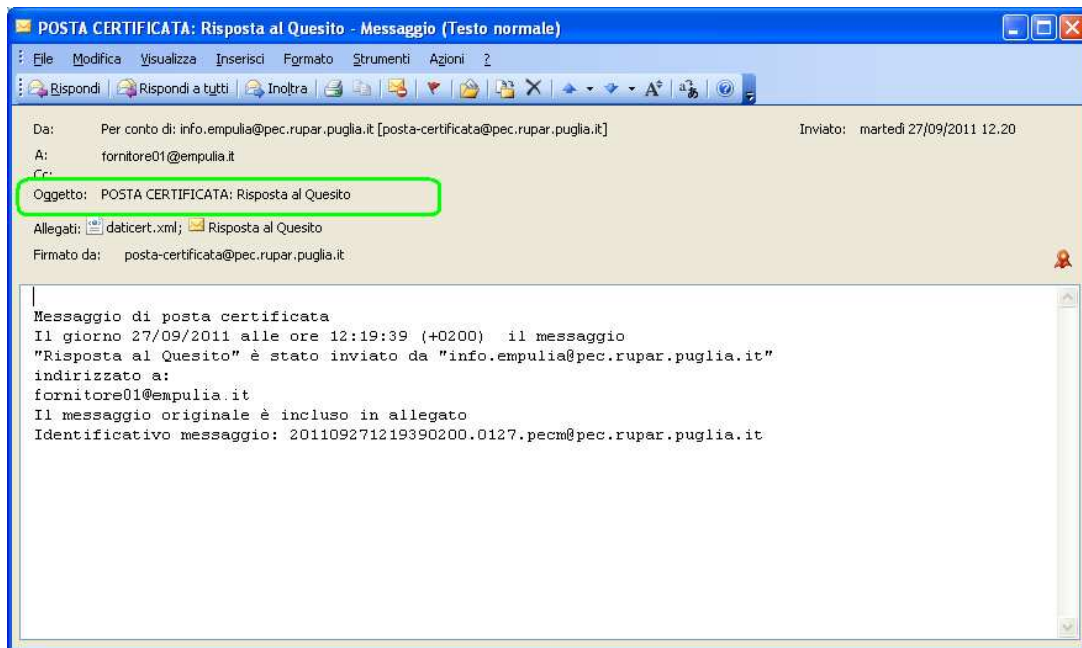 POSTA CERTIFICATA: Risposta al Quesito - Messaggio (Testo normale)
File Modifica Visualizza Inserisci Formato Strumenti Azioni ?
Rispondi Rispondi a tutti Inoltra
Da: Per conto di: info.empulia@pec.rupar.puglia.it [posta-certificata@pec.rupar.puglia.it] Inviato: martedì 27/09/2011 12.20
A: fornitore01@empulia.it
Cc:
Oggetto: POSTA CERTIFICATA: Risposta al Quesito
Allegati: daticert.xml; Risposta al Quesito
Firmato da: posta-certificata@pec.rupar.puglia.it
Messaggio di posta certificata
Il giorno 27/09/2011 alle ore 12:19:39 (+0200) il messaggio
"Risposta al Quesito" è stato inviato da "info.empulia@pec.rupar.puglia.it"
indirizzato a:
fornitore01@empulia.it
Il messaggio originale è incluso in allegato
Identificativo messaggio: 201109271219390200.0127.pecm@pec.rupar.puglia.it